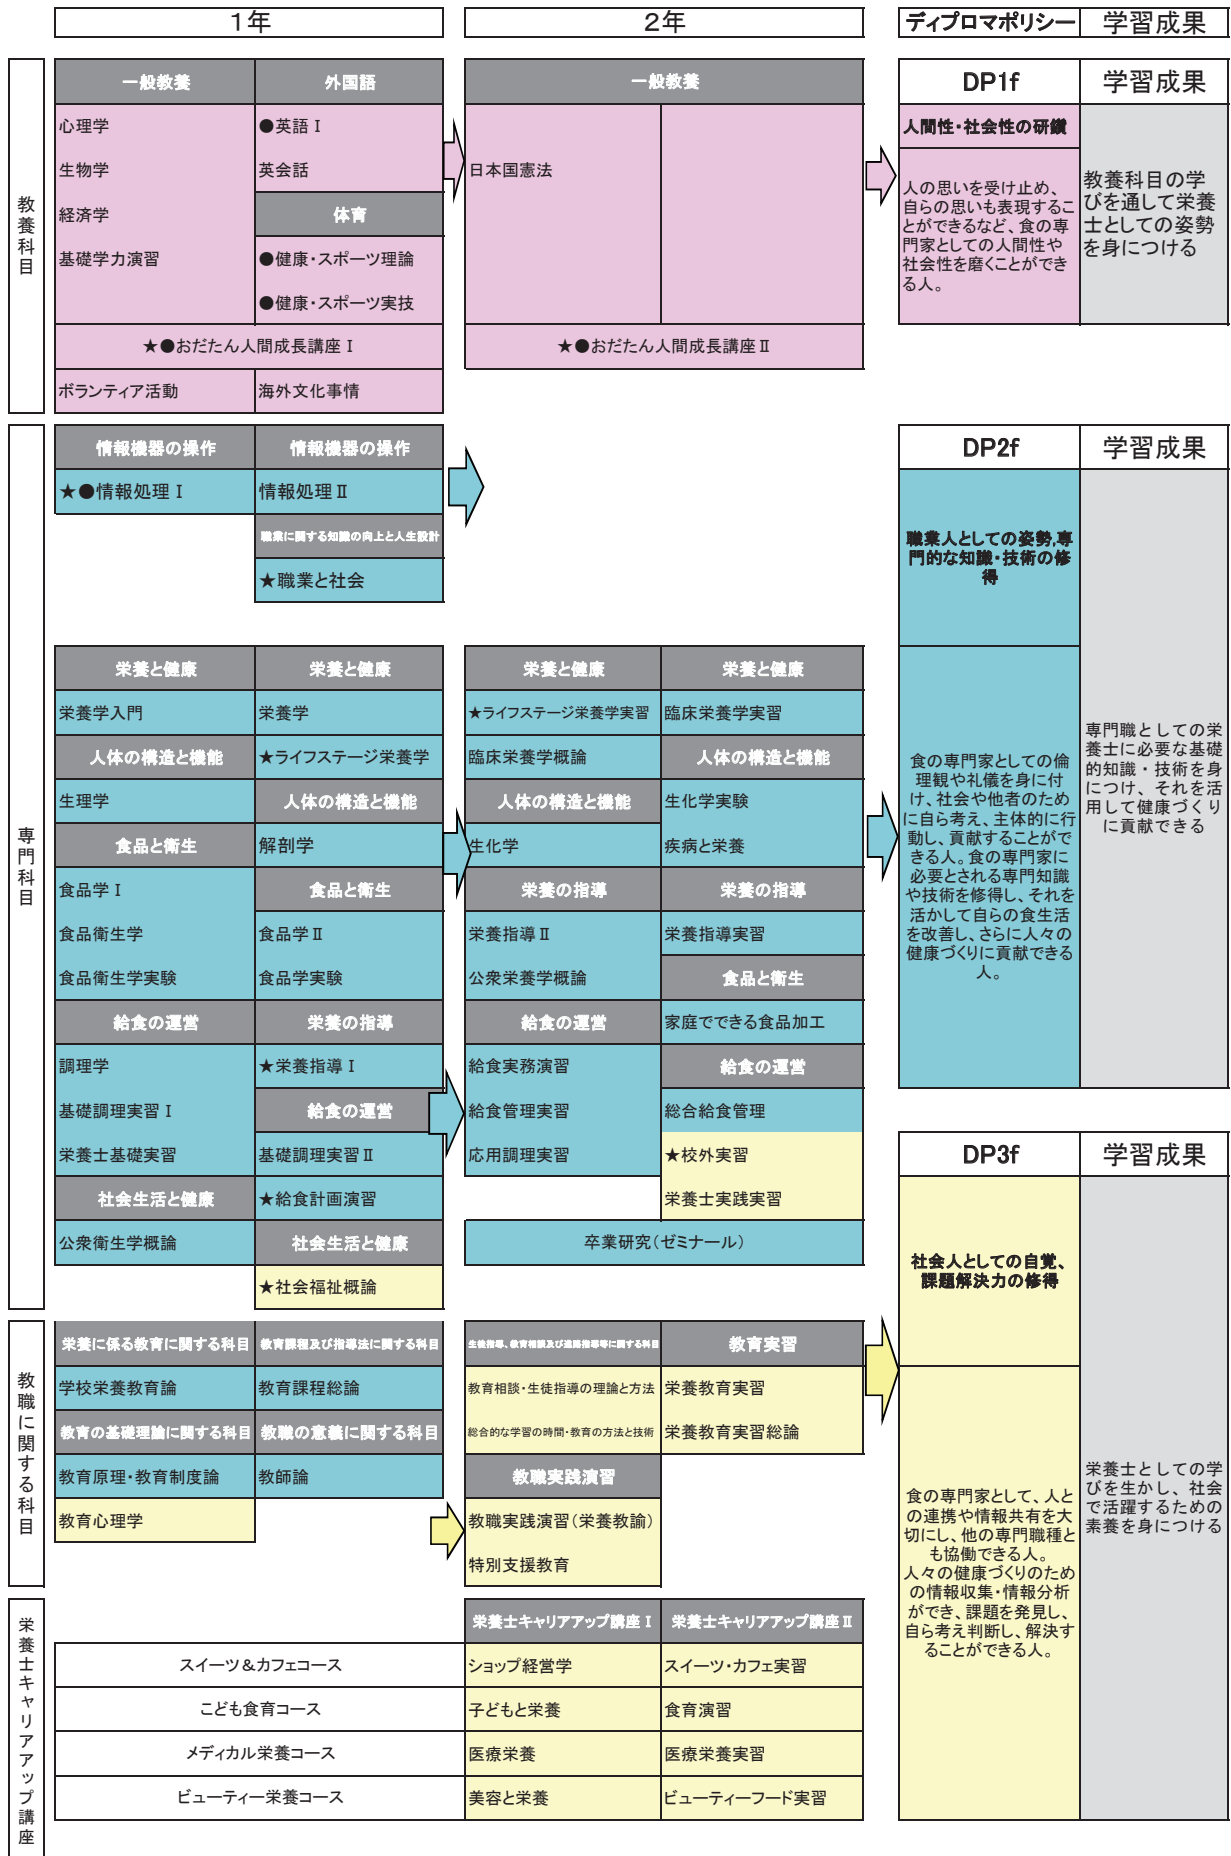 1年
2年
ディプロマポリシー
学習成果
教養科目
一般教養
外国語
一般教養
心理学
●英語Ⅰ
生物学
英会話
日本国憲法
経済学
体育
基礎学力演習
●健康・スポーツ理論
●健康・スポーツ実技
★●おだたん人間成長講座Ⅰ
★●おだたん人間成長講座Ⅱ
ボランティア活動
海外文化事情
DP1f
学習成果
人間性・社会性の研鑽
人の思いを受け止め、
自らの思いも表現するこ
とができるなど、食の専
門家としての人間性や
社会性を磨くことができ
る人。
教養科目の学
びを通して栄養
士としての姿勢
を身につける
専門科目
情報機器の操作
情報機器の操作
★●情報処理Ⅰ
情報処理Ⅱ
職業に関する知識の向上と人生設計
★職業と社会
DP2f
学習成果
職業人としての姿勢,専
門的な知識・技術の修
得
食の専門家としての倫
理観や礼儀を身に付
け、社会や他者のため
に自ら考え、主体的に行
動し、貢献することがで
きる人。食の専門家に
必要とされる専門知識
や技術を修得し、それを
活かして自らの食生活
を改善し、さらに人々の
健康づくりに貢献できる
人。
専門職としての栄
養士に必要な基礎
的知識・技術を身
につけ、それを活
用して健康づくり
に貢献できる
栄養と健康
栄養と健康
栄養と健康
栄養と健康
栄養学入門
栄養学
★ライフステージ栄養学実習
臨床栄養学実習
人体の構造と機能
★ライフステージ栄養学
臨床栄養学概論
人体の構造と機能
生理学
人体の構造と機能
人体の構造と機能
生化学実験
食品と衛生
解剖学
生化学
疾病と栄養
食品学Ⅰ
食品と衛生
栄養の指導
栄養の指導
食品衛生学
食品学Ⅱ
栄養指導Ⅱ
栄養指導実習
食品衛生学実験
食品学実験
公衆栄養学概論
食品と衛生
給食の運営
栄養の指導
給食の運営
家庭でできる食品加工
調理学
★栄養指導Ⅰ
給食実務演習
給食の運営
基礎調理実習Ⅰ
給食の運営
給食管理実習
総合給食管理
栄養士基礎実習
基礎調理実習Ⅱ
応用調理実習
★校外実習
社会生活と健康
★給食計画演習
栄養士実践実習
公衆衛生学概論
社会生活と健康
卒業研究(ゼミナール)
★社会福祉概論
DP3f
学習成果
社会人としての自覚、
課題解決力の修得
食の専門家として、人と
の連携や情報共有を大
切にし、他の専門職種と
も協働できる人。
人々の健康づくりのため
の情報収集・情報分析
ができ、課題を発見し、
自ら考え判断し、解決す
ることができる人。
栄養士としての学
びを生かし、社会
で活躍するための
素養を身につける
教職に関する科目
栄養に係る教育に関する科目
教育課程及び指導法に関する科目
生徒指導、教育相談及び進路指導等に関する科目
教育実習
学校栄養教育論
教育課程総論
教育相談・生徒指導の理論と方法
栄養教育実習
教育の基礎理論に関する科目
教職の意義に関する科目
総合的な学習の時間・教育の方法と技術
栄養教育実習総論
教育原理・教育制度論
教師論
教職実践演習
教育心理学
教職実践演習(栄養教諭)
特別支援教育
栄養士キャリアアップ講座
栄養士キャリアアップ講座Ⅰ
栄養士キャリアアップ講座Ⅱ
スイーツ&カフェコース
ショップ経営学
スイーツ・カフェ実習
こども食育コース
子どもと栄養
食育演習
メディカル栄養コース
医療栄養
医療栄養実習
ビューティー栄養コース
美容と栄養
ビューティーフード実習